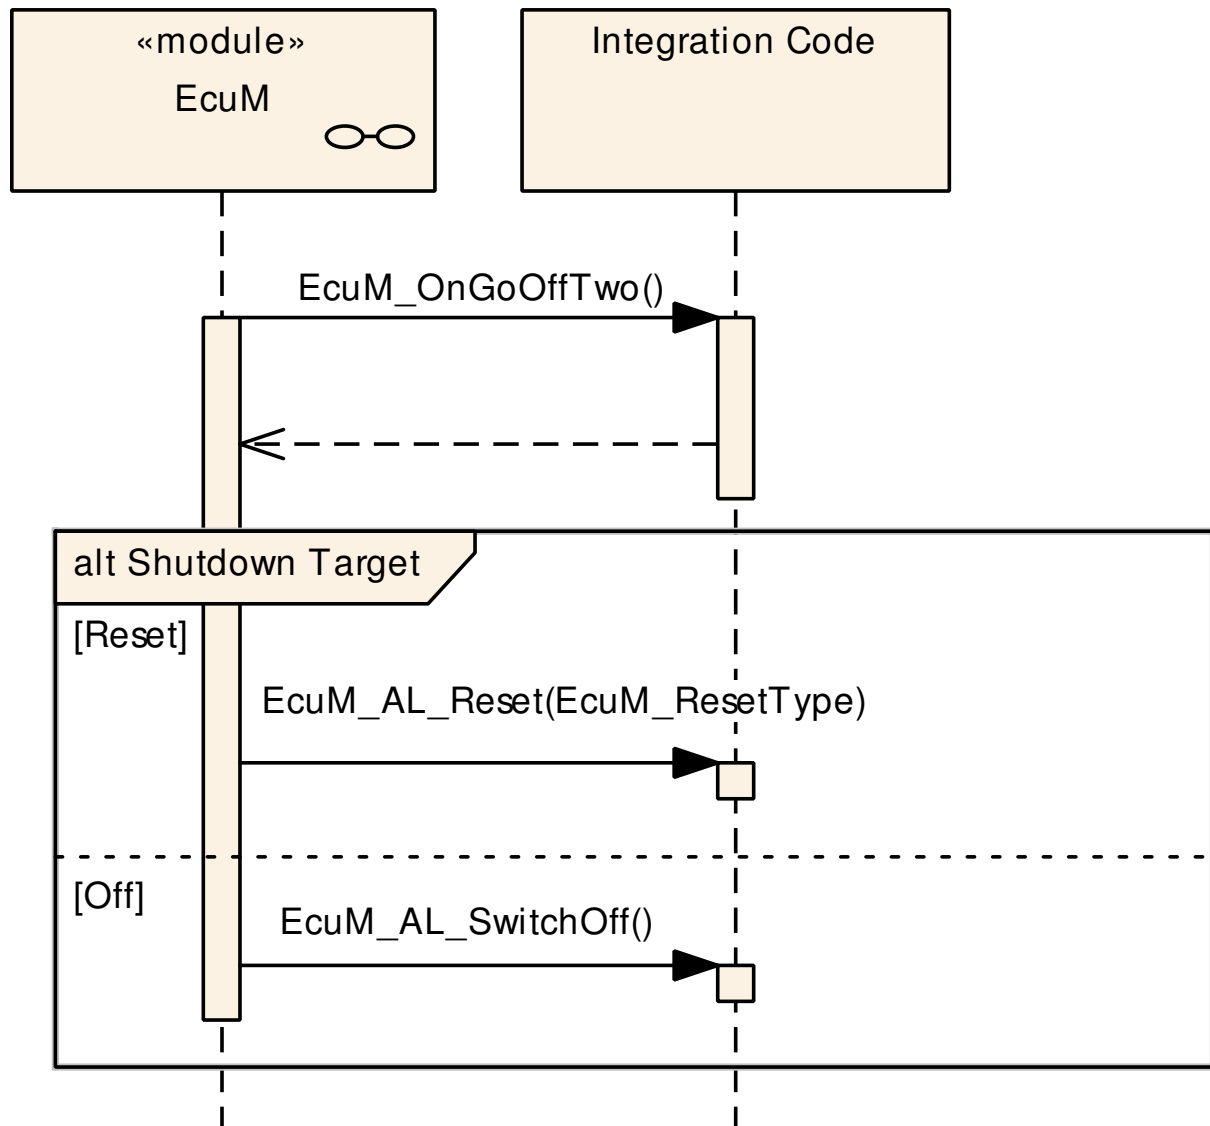 «module»
EcuM
Integration Code
EcuM_OnGoOffTwo()
alt Shutdown Target
[Reset]
EcuM_AL_Reset(EcuM_ResetType)
[Off]
EcuM_AL_SwitchOff()